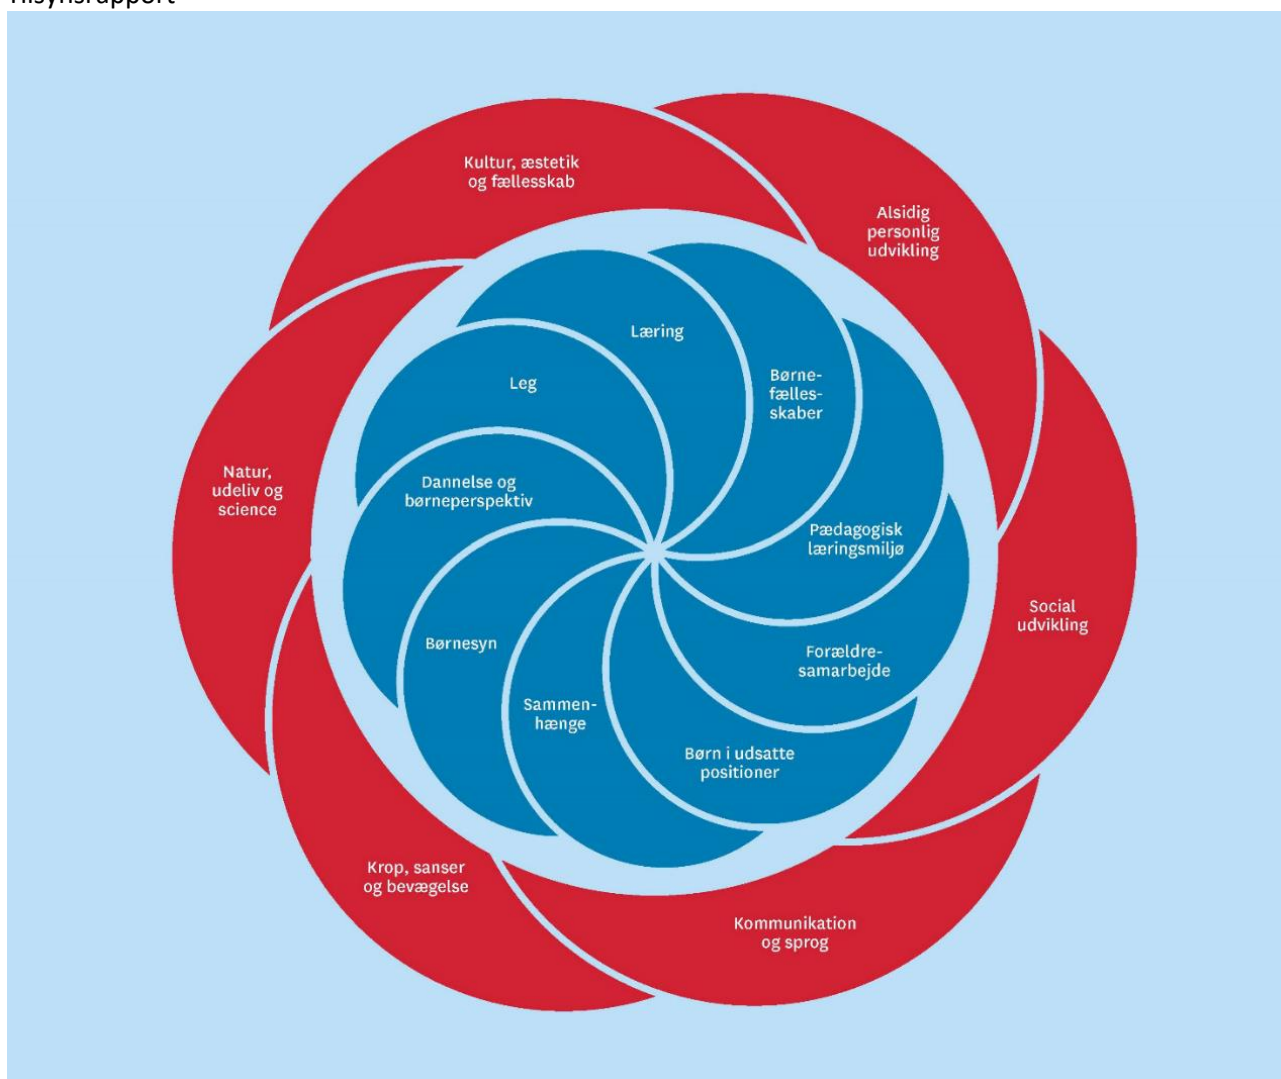 Tilsynsrapport
Kultur, æstetik
og fællesskab
Alsidig
personlig
udvikling
Læring
Børne-
fælles-
skaber
Leg
Natur,
udeliv og
science
Dannelse og
børneperspektiv
Pædagogisk
læringsmiljø
Social
udvikling
Børnesyn
Forældre-
samarbejde
Sammen-
hænge
Børn i udsatte
positioner
Krop, sanser
og bevægelse
Kommunikation
og sprog